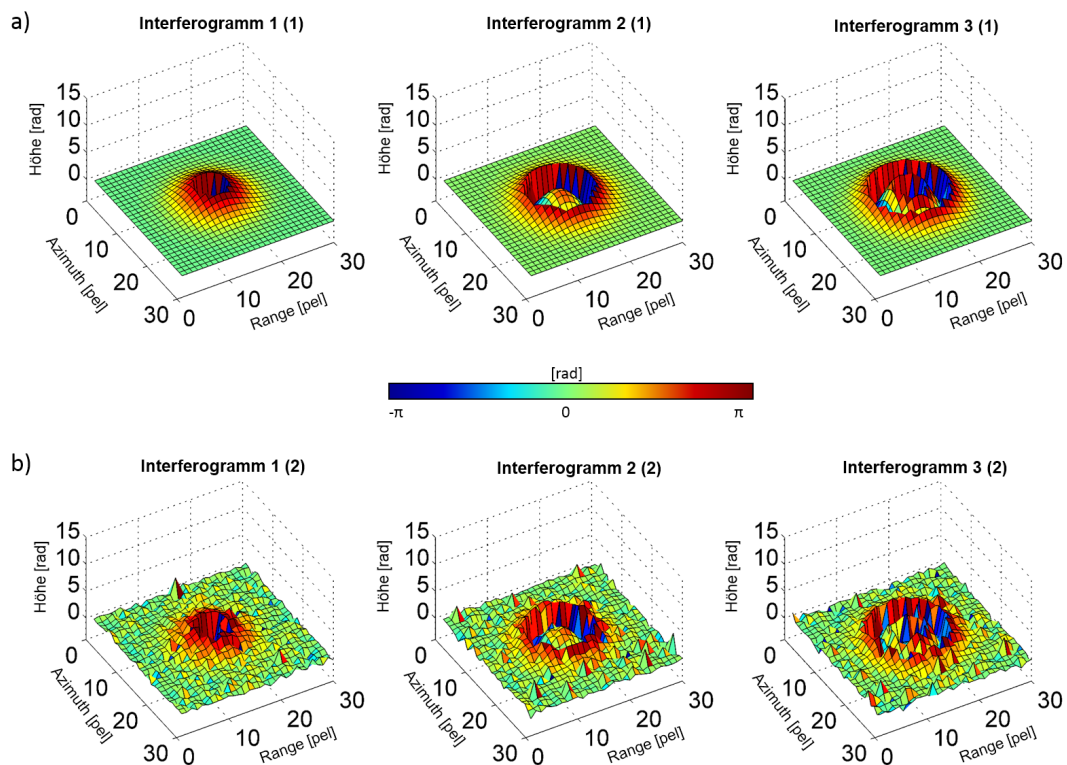 a)
Interferogramm 1 (1)
Interferogramm 2 (1)
Interferogramm 3 (1)
15
10
5
0
Höhe [rad]
0
10
20
30
Azimuth [pel]
0
10
20
30
Range [pel]
15
10
5
0
Höhe [rad]
0
10
20
30
Azimuth [pel]
0
10
20
30
Range [pel]
15
10
5
0
Höhe [rad]
0
10
20
30
Azimuth [pel]
0
10
20
30
Range [pel]
[rad]
-π 0 π
b)
Interferogramm 1 (2)
Interferogramm 2 (2)
Interferogramm 3 (2)
15
10
5
0
Höhe [rad]
0
10
20
30
Azimuth [pel]
0
10
20
30
Range [pel]
15
10
5
0
Höhe [rad]
0
10
20
30
Azimuth [pel]
0
10
20
30
Range [pel]
15
10
5
0
Höhe [rad]
0
10
20
30
Azimuth [pel]
0
10
20
30
Range [pel]